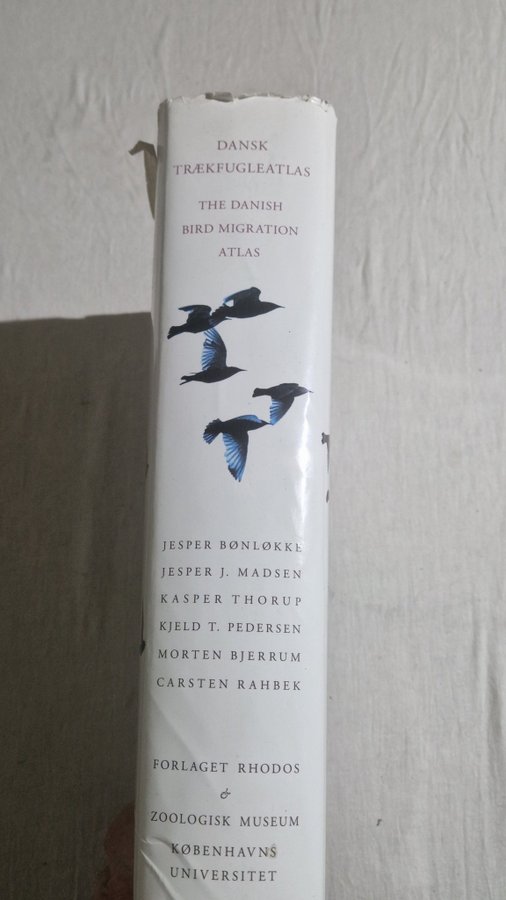 DANSK
TRÆKFUGLEATLAS
THE DANISH
BIRD MIGRATION
ATLAS
JESPER BØNLØKKE
JESPER J. MADSEN
KASPER THORUP
KJELD T. PEDERSEN
MORTEN BJERRUM
CARSTEN RAHBEK
FORLAGET RHODOS
&
ZOOLOGISK MUSEUM
KØBENHAVNS
UNIVERSITET